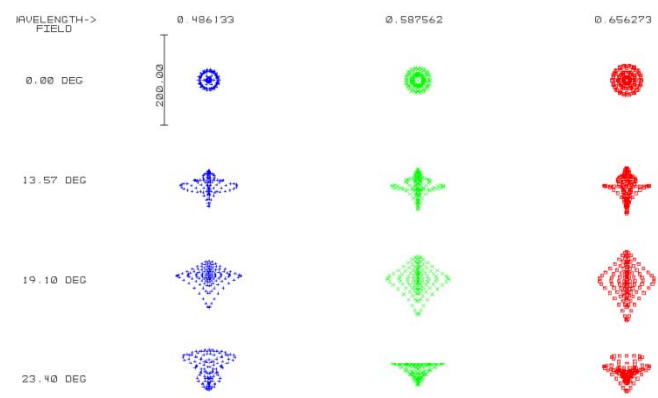 WAVELENGTH-> 0.486133 0.587562 0.656273
FIELD
200.00
0.00 DEG
13.57 DEG
19.10 DEG
23.40 DEG